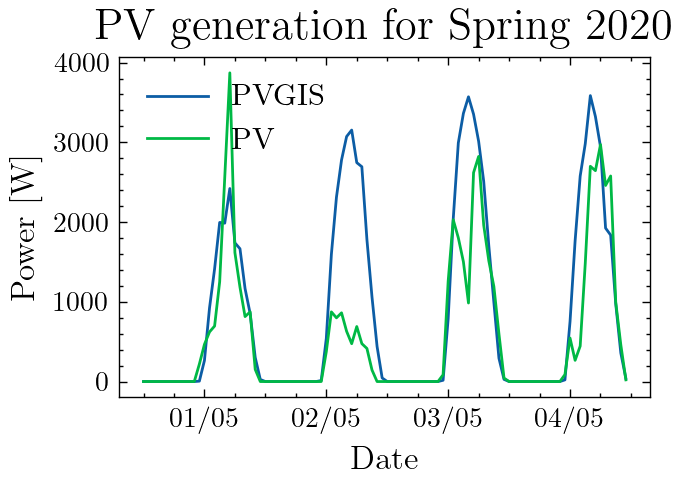 PV generation for Spring 2020
4000
3000
2000
1000
0
Power [W]
PVGIS
PV
01/05 02/05 03/05 04/05
Date